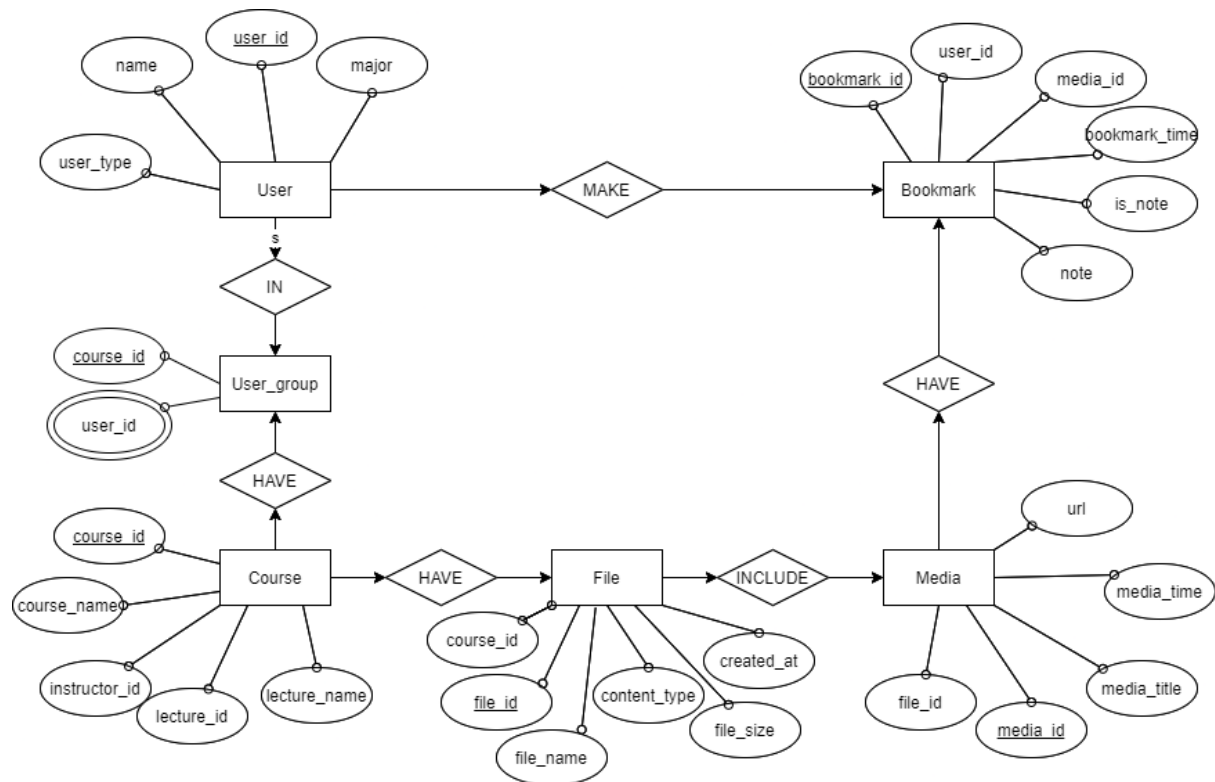 user_id
name
major
user_type
User
MAKE
bookmark_id
user_id
media_id
bookmark_time
is_note
note
Bookmark
s
IN
course_id
User_group
user_id
HAVE
HAVE
course_id
Course
HAVE
File
INCLUDE
Media
url
media_time
course_name
instructor_id
lecture_id
lecture_name
course_id
file_id
file_name
content_type
file_size
created_at
file_id
media_id
media_title